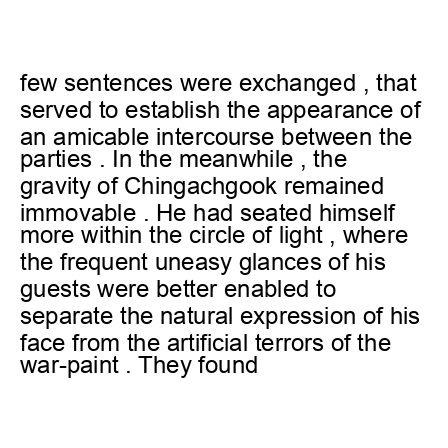 few sentences were exchanged , that
served to establish the appearance of
an amicable intercourse between the
parties . In the meanwhile , the
gravity of Chingachgook remained
immovable . He had seated himself
more within the circle of light , where
the frequent uneasy glances of his
guests were better enabled to
separate the natural expression of his
face from the artificial terrors of the
war-paint . They found